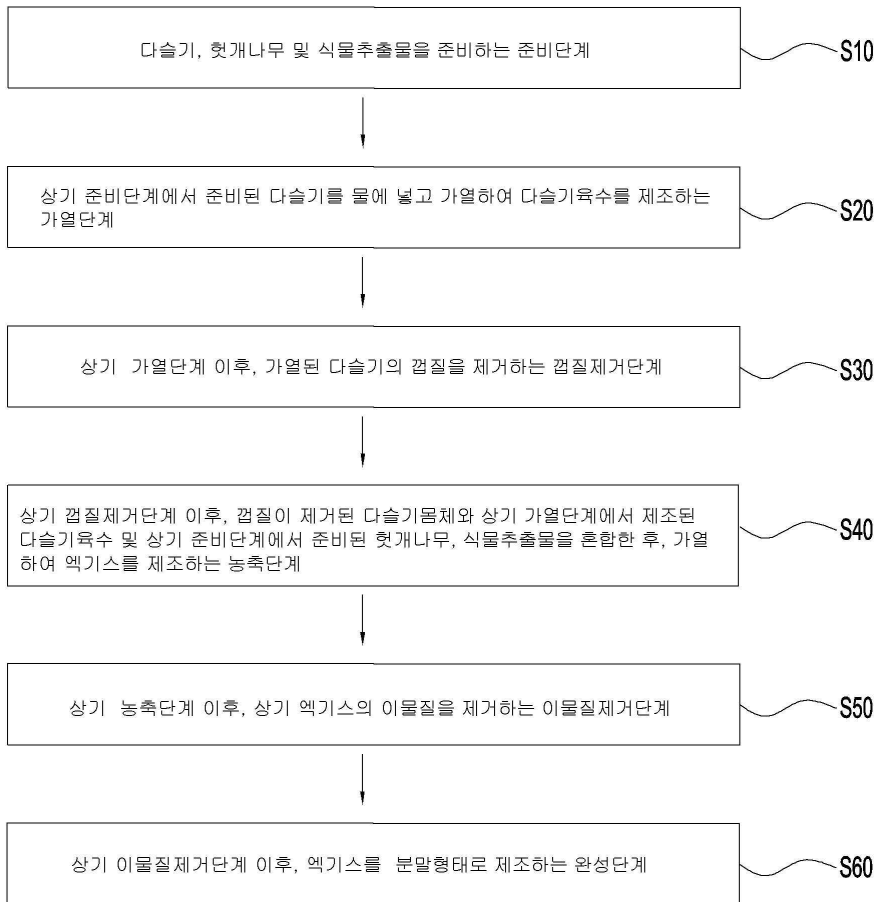 다슬기, 헛개나무 및 식물추출물을 준비하는 준비단계
S10
상기 준비단계에서 준비된 다슬기를 물에 넣고 가열하여 다슬기육수를 제조하는
가열단계
S20
상기 가열단계 이후, 가열된 다슬기의 껍질을 제거하는 껍질제거단계
S30
상기 껍질제거단계 이후, 껍질이 제거된 다슬기몸체와 상기 가열단계에서 제조된
다슬기육수 및 상기 준비단계에서 준비된 헛개나무, 식물추출물을 혼합한 후, 가열
하여 엑기스를 제조하는 농축단계
S40
상기 농축단계 이후, 상기 엑기스의 이물질을 제거하는 이물질제거단계
S50
상기 이물질제거단계 이후, 엑기스를 분말형태로 제조하는 완성단계
S60